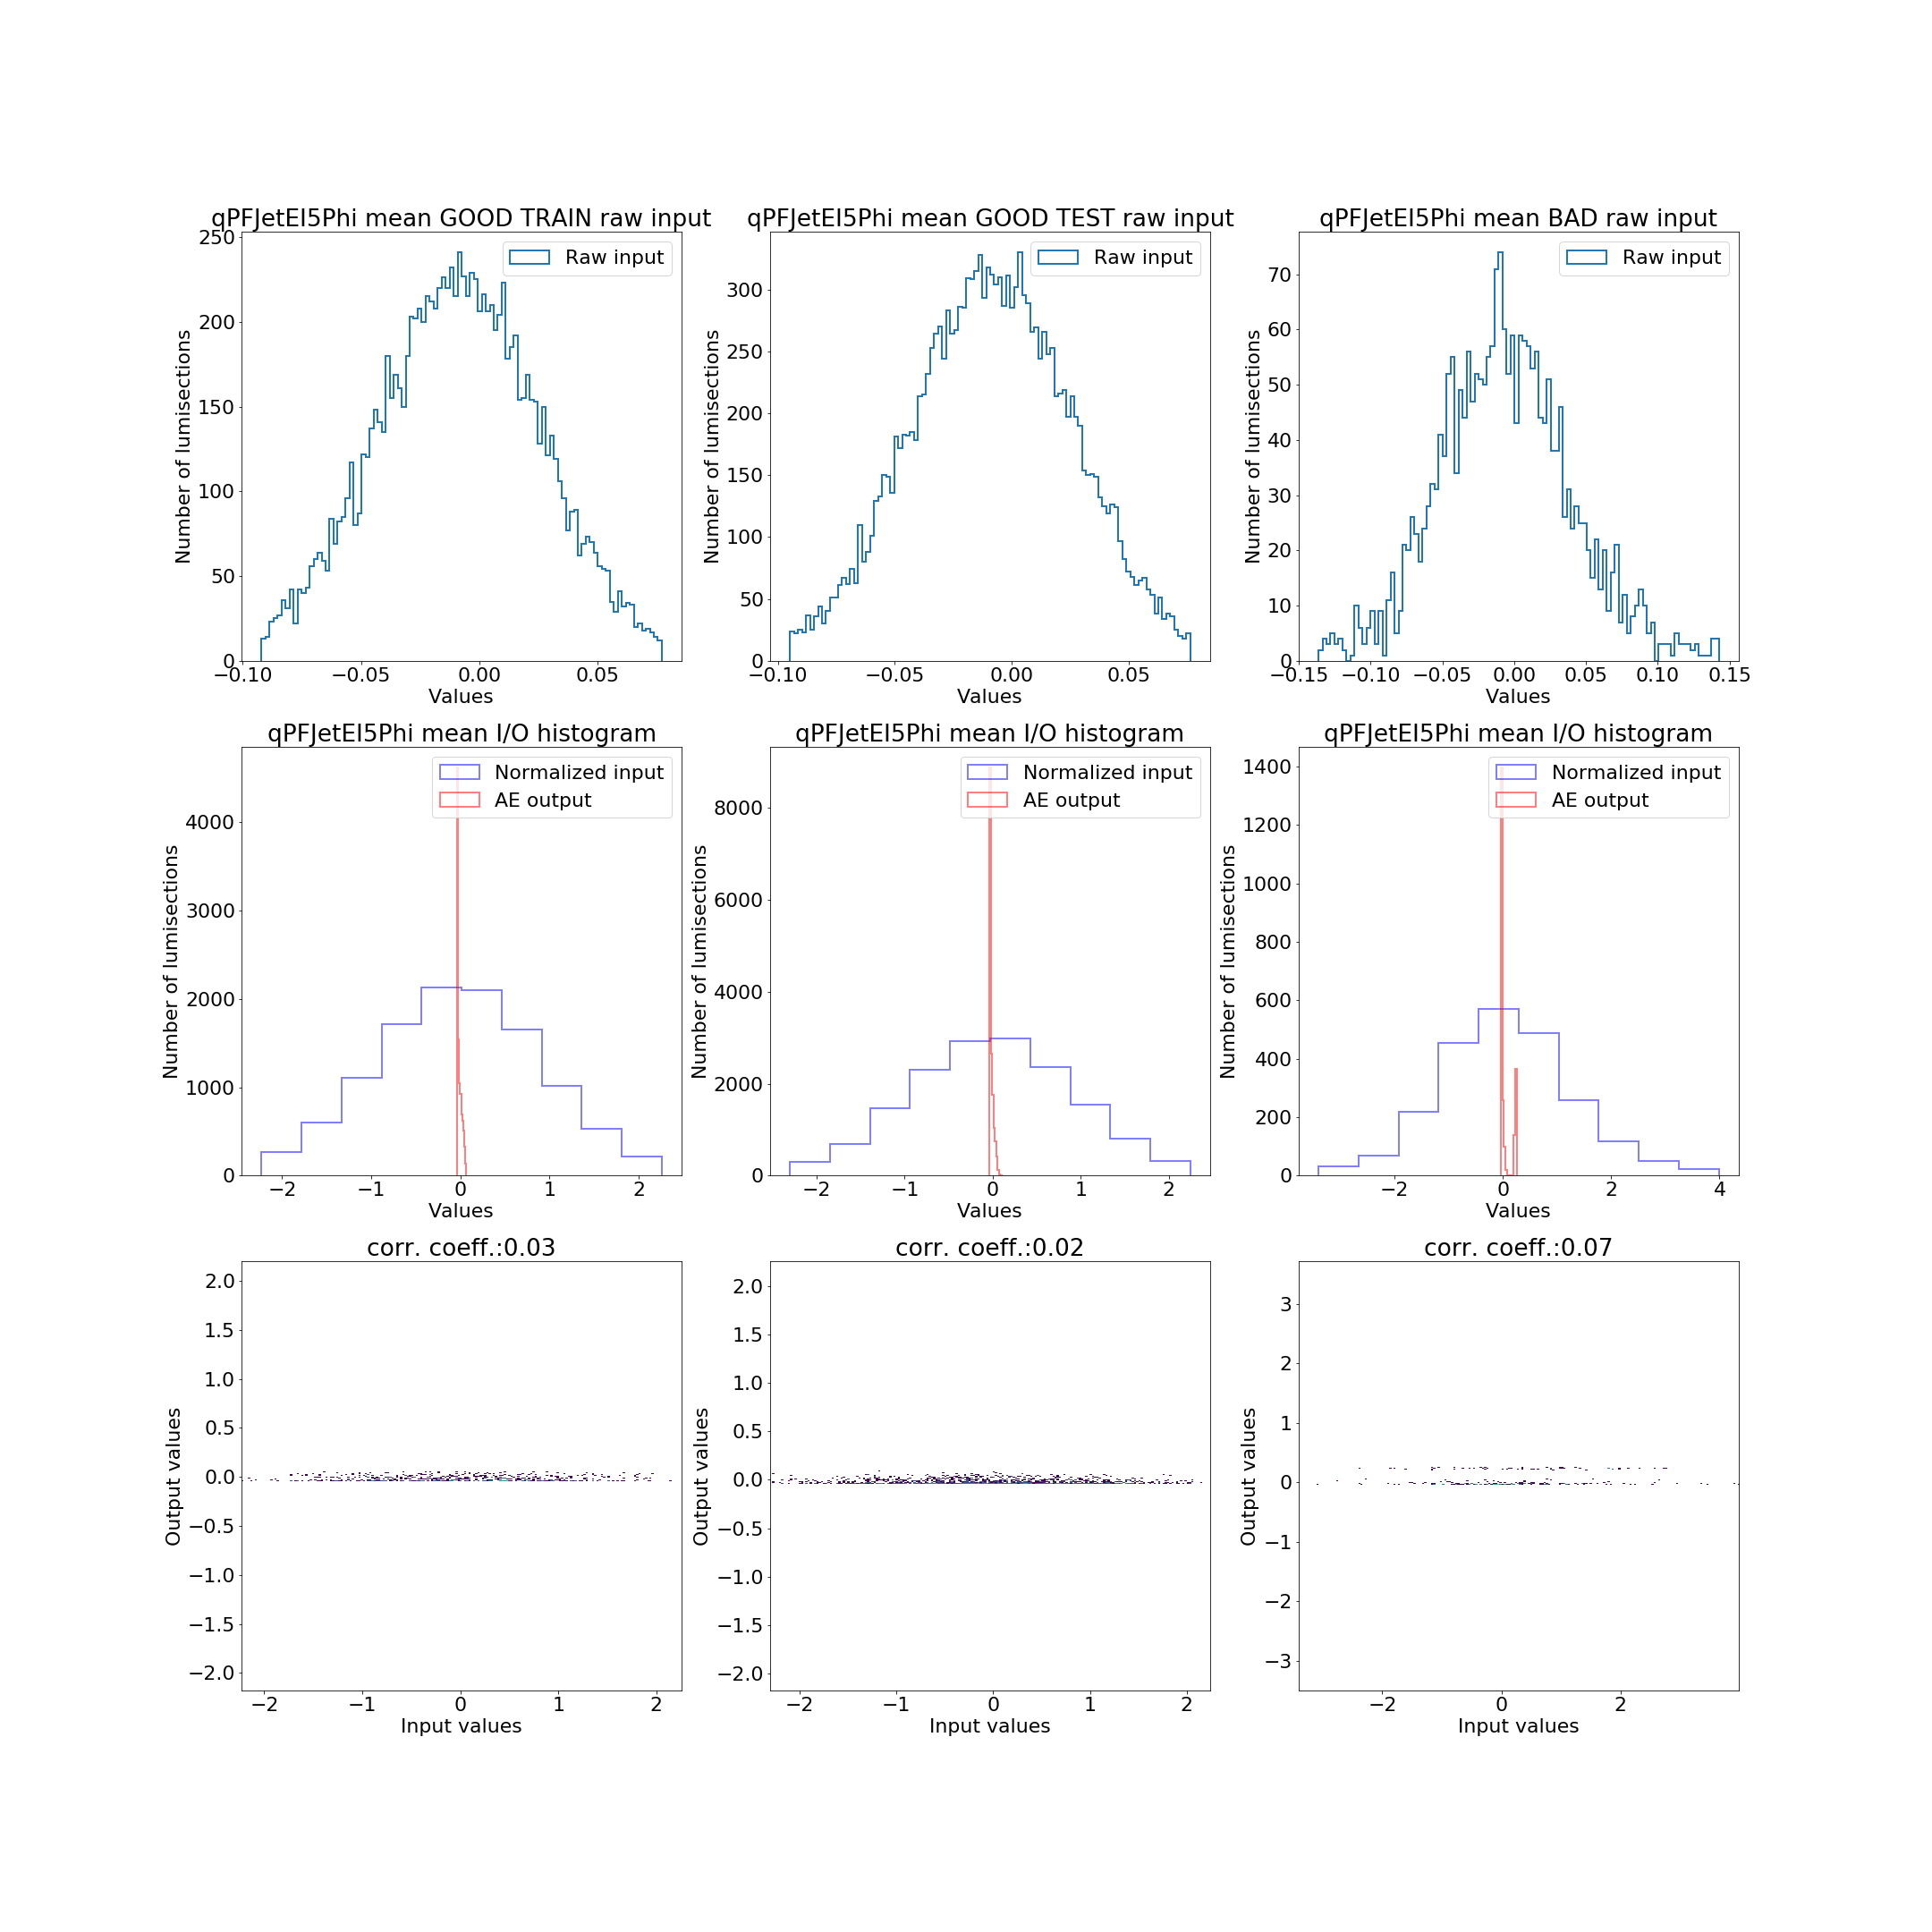 qPFJetEI5Phi mean GOOD TRAIN raw input
250
200
150
100
50
0
Number of lumisections
Raw input
−0.10 −0.05 0.00 0.05
Values
qPFJetEI5Phi mean GOOD TEST raw input
300
250
200
150
100
50
0
Number of lumisections
Raw input
−0.10 −0.05 0.00 0.05
Values
qPFJetEI5Phi mean BAD raw input
70
60
50
40
30
20
10
0
Number of lumisections
Raw input
−0.15 −0.10 −0.05 0.00 0.05 0.10 0.15
Values
qPFJetEI5Phi mean I/O histogram
4000
3000
2000
1000
0
Number of lumisections
Normalized input
AE output
−2 −1 0 1 2
Values
qPFJetEI5Phi mean I/O histogram
8000
6000
4000
2000
0
Number of lumisections
Normalized input
AE output
−2 −1 0 1 2
Values
qPFJetEI5Phi mean I/O histogram
1400
1200
1000
800
600
400
200
0
Number of lumisections
Normalized input
AE output
−2 0 2 4
Values
corr. coeff.:0.03
2.0
1.5
1.0
0.5
0.0
−0.5
−1.0
−1.5
−2.0
Output values
−2 −1 0 1 2
Input values
corr. coeff.:0.02
2.0
1.5
1.0
0.5
0.0
−0.5
−1.0
−1.5
−2.0
Output values
−2 −1 0 1 2
Input values
corr. coeff.:0.07
3
2
1
0
−1
−2
−3
Output values
−2 0 2
Input values